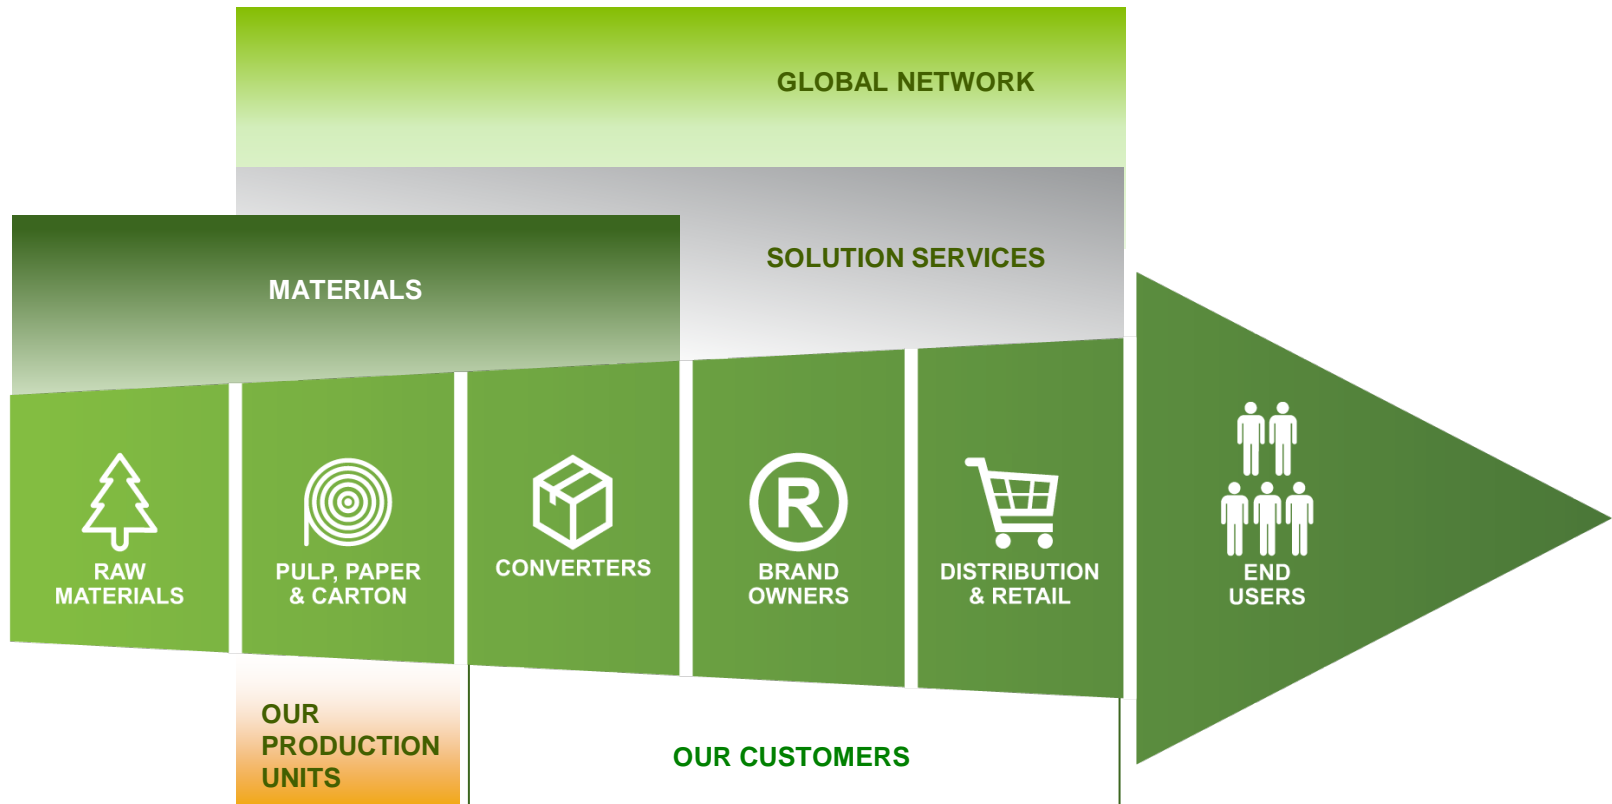 GLOBAL NETWORK
SOLUTION SERVICES
MATERIALS
RAW
MATERIALS
PULP, PAPER
& CARTON
CONVERTERS
R
BRAND
OWNERS
DISTRIBUTION
& RETAIL
END
USERS
OUR
PRODUCTION
UNITS
OUR CUSTOMERS